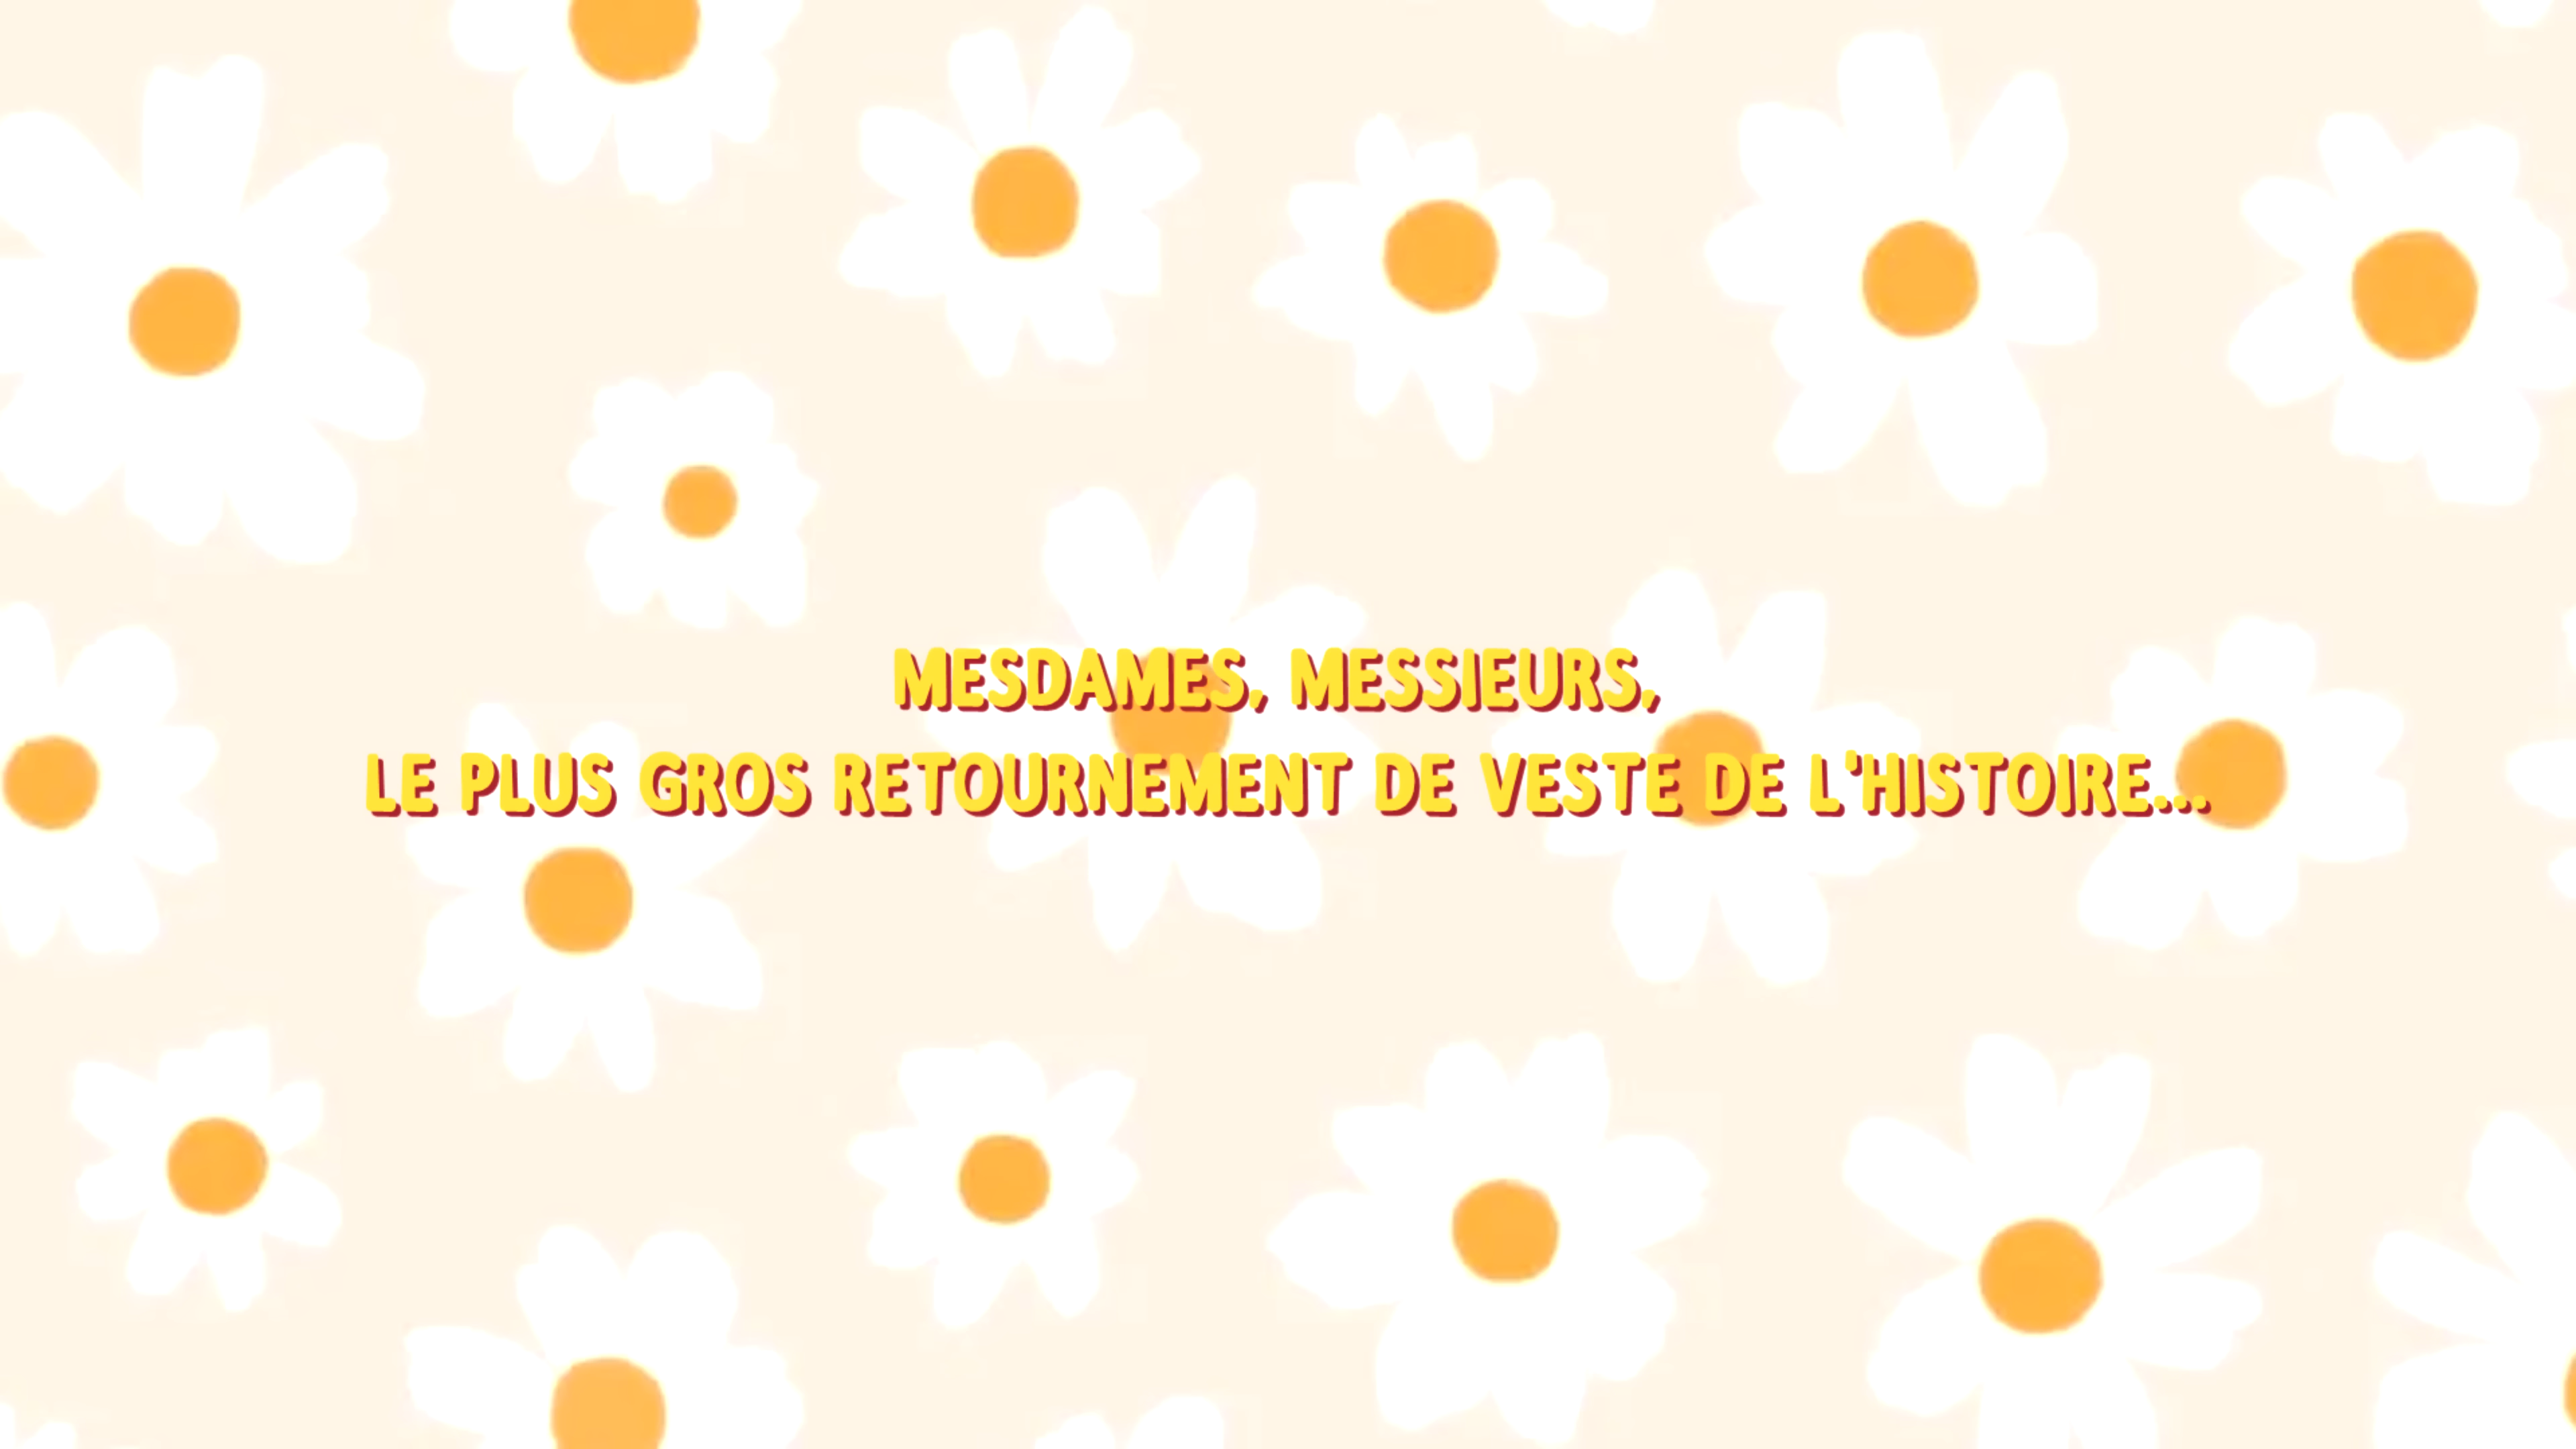 MESDAMES, MESSIEURS,
LE PLUS GROS RETOURNEMENT DE VESTE DE L'HISTOIRE...